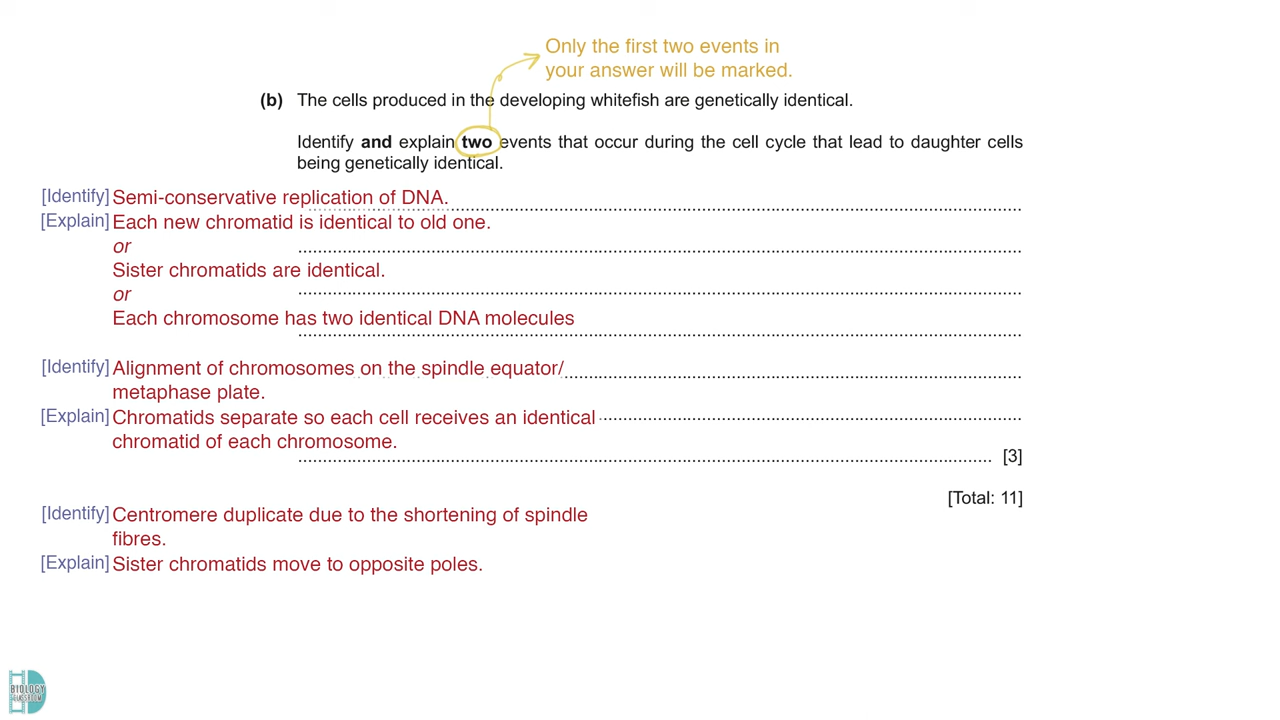 Only the first two events in
your answer will be marked.
(b) The cells produced in the developing whitefish are genetically identical.
Identify and explain two events that occur during the cell cycle that lead to daughter cells
being genetically identical.
[Identify] Semi-conservative replication of DNA.
[Explain] Each new chromatid is identical to old one.
or
Sister chromatids are identical.
or
Each chromosome has two identical DNA molecules
[Identify] Alignment of chromosomes on the spindle equator/
metaphase plate.
[Explain] Chromatids separate so each cell receives an identical
chromatid of each chromosome.
[3]
[Total: 11]
[Identify] Centromere duplicate due to the shortening of spindle
fibres.
[Explain] Sister chromatids move to opposite poles.
BIOLOGY
CLASSROOM